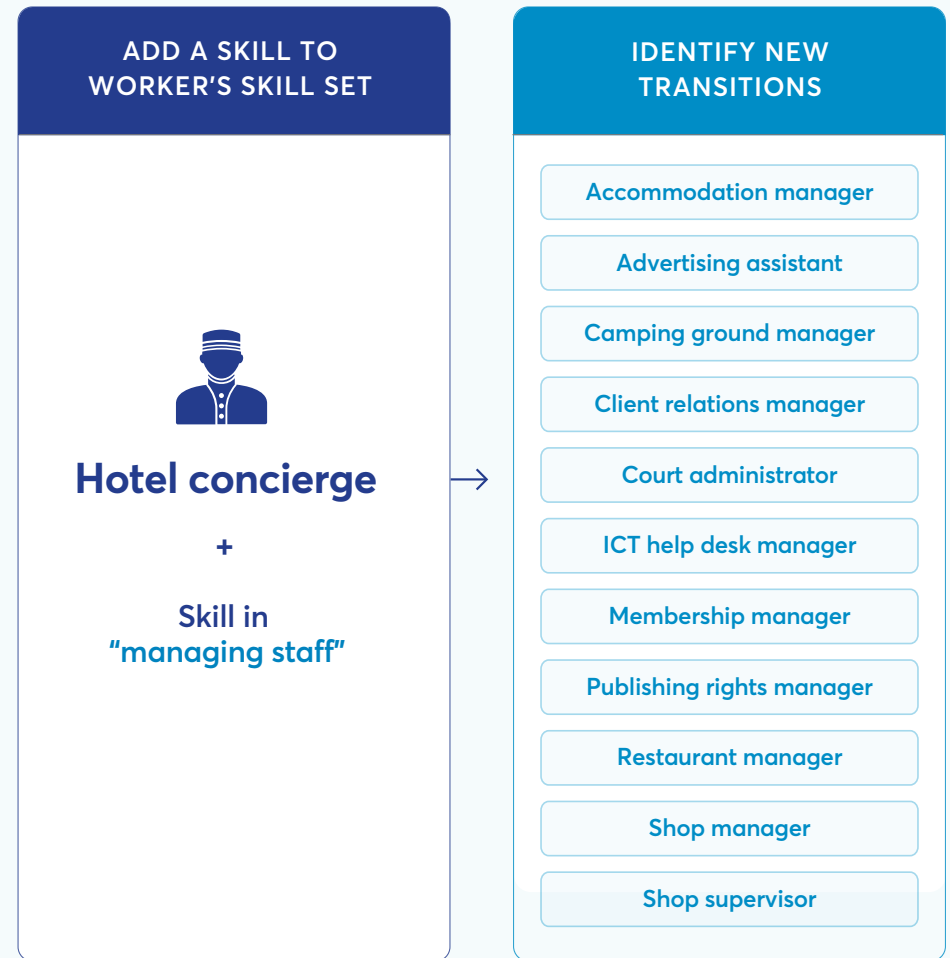 ADD A SKILL TO
WORKER'S SKILL SET
Hotel concierge
+
Skill in
“managing staff”
IDENTIFY NEW
TRANSITIONS
Accommodation manager
Advertising assistant
Camping ground manager
Client relations manager
Court administrator
ICT help desk manager
Membership manager
Publishing rights manager
Restaurant manager
Shop manager
Shop supervisor